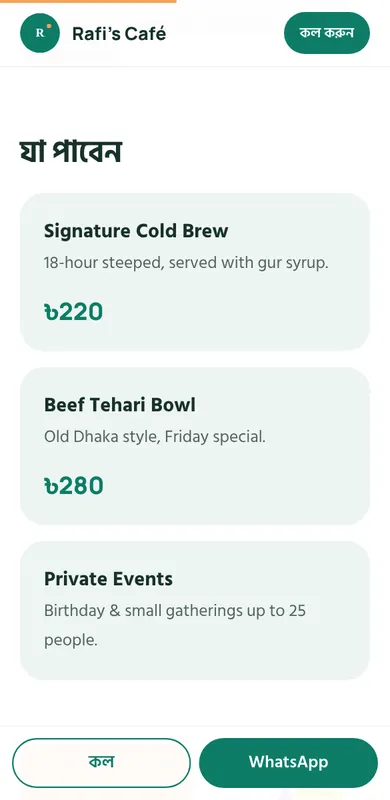 R
Rafi's Café
কল করুন
যা পাবেন
Signature Cold Brew
18-hour steeped, served with gur syrup.
৳220
Beef Tehari Bowl
Old Dhaka style, Friday special.
৳280
Private Events
Birthday & small gatherings up to 25
people.
কল
WhatsApp